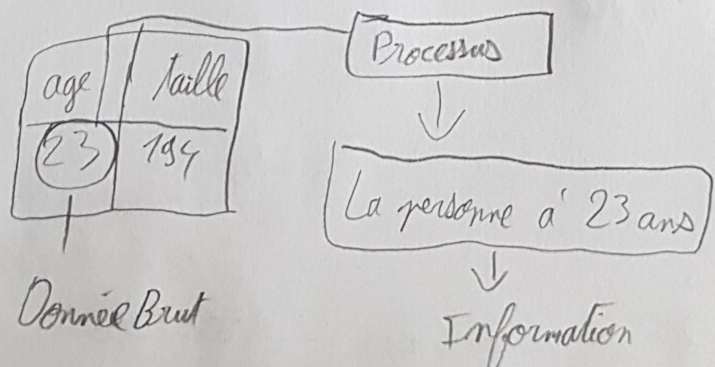 age taille
23 194
Donnée Brut
Processus
La personne à 23 ans
Information